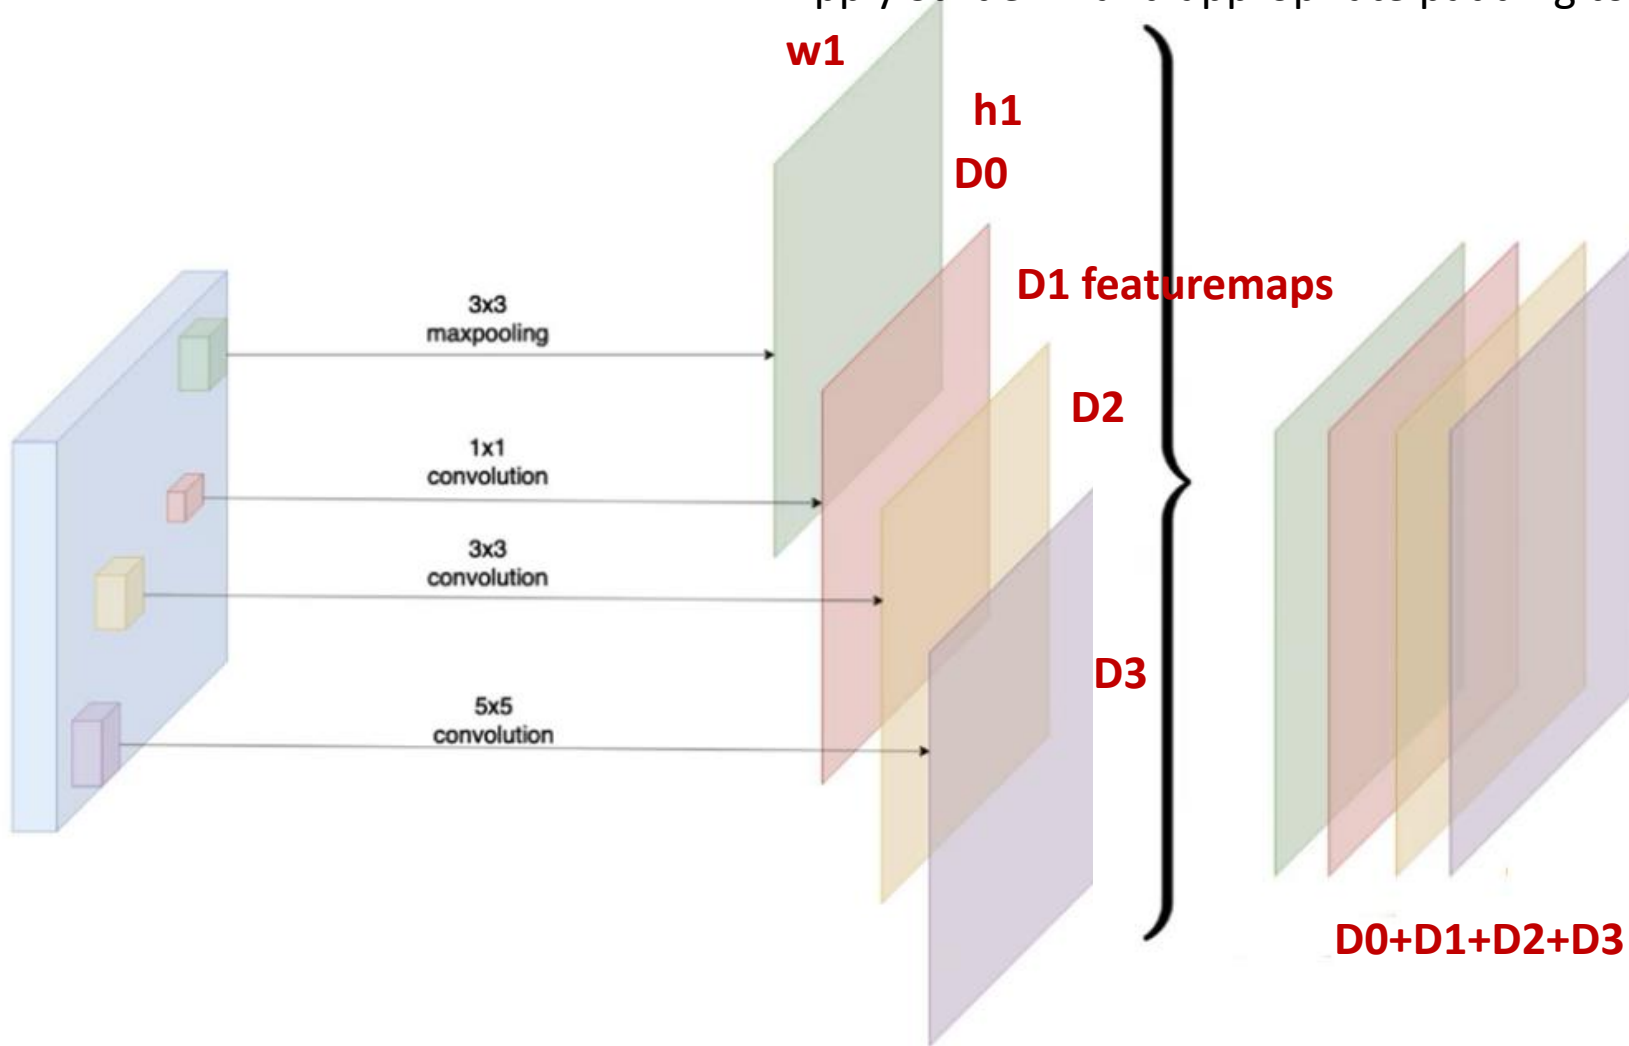 w1
h1
D0
D1 featuremaps
3x3
maxpooling
D2
1x1
convolution
3x3
convolution
D3
5x5
convolution
D0+D1+D2+D3